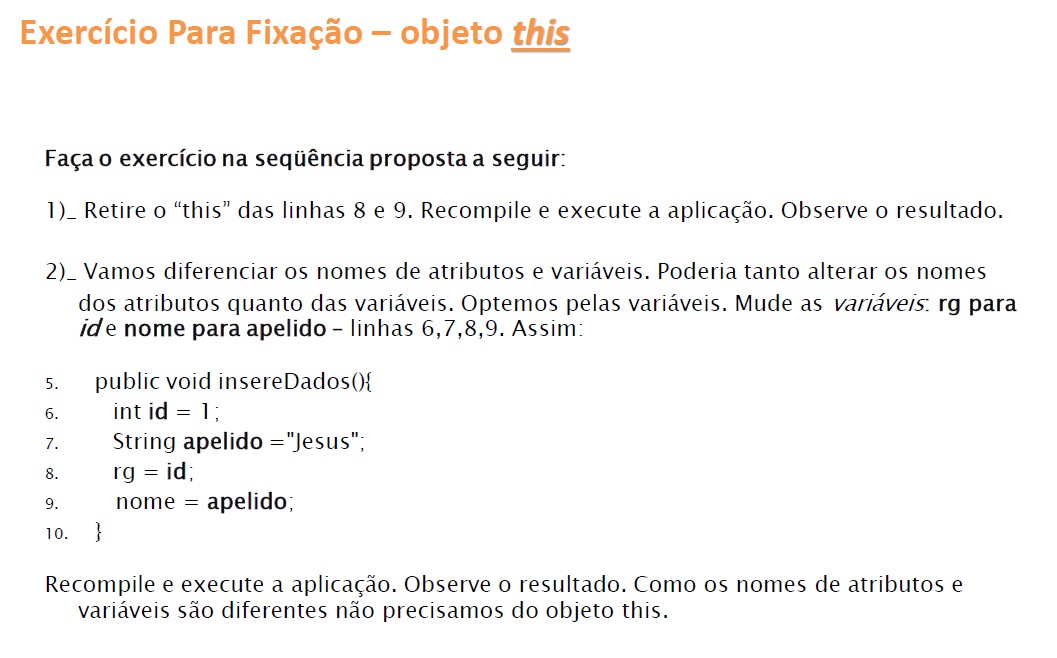 Exercício Para Fixação – objeto this
Faça o exercício na seqüência proposta a seguir:
1)_ Retire o “this” das linhas 8 e 9. Recompile e execute a aplicação. Observe o resultado.
2)_ Vamos diferenciar os nomes de atributos e variáveis. Poderia tanto alterar os nomes
dos atributos quanto das variáveis. Optemos pelas variáveis. Mude as variáveis: rg para
id e nome para apelido – linhas 6,7,8,9. Assim:
5. public void insereDados(){
6. int id = 1;
7. String apelido ="Jesus";
8. rg = id;
9. nome = apelido;
10. }
Recompile e execute a aplicação. Observe o resultado. Como os nomes de atributos e
variáveis são diferentes não precisamos do objeto this.